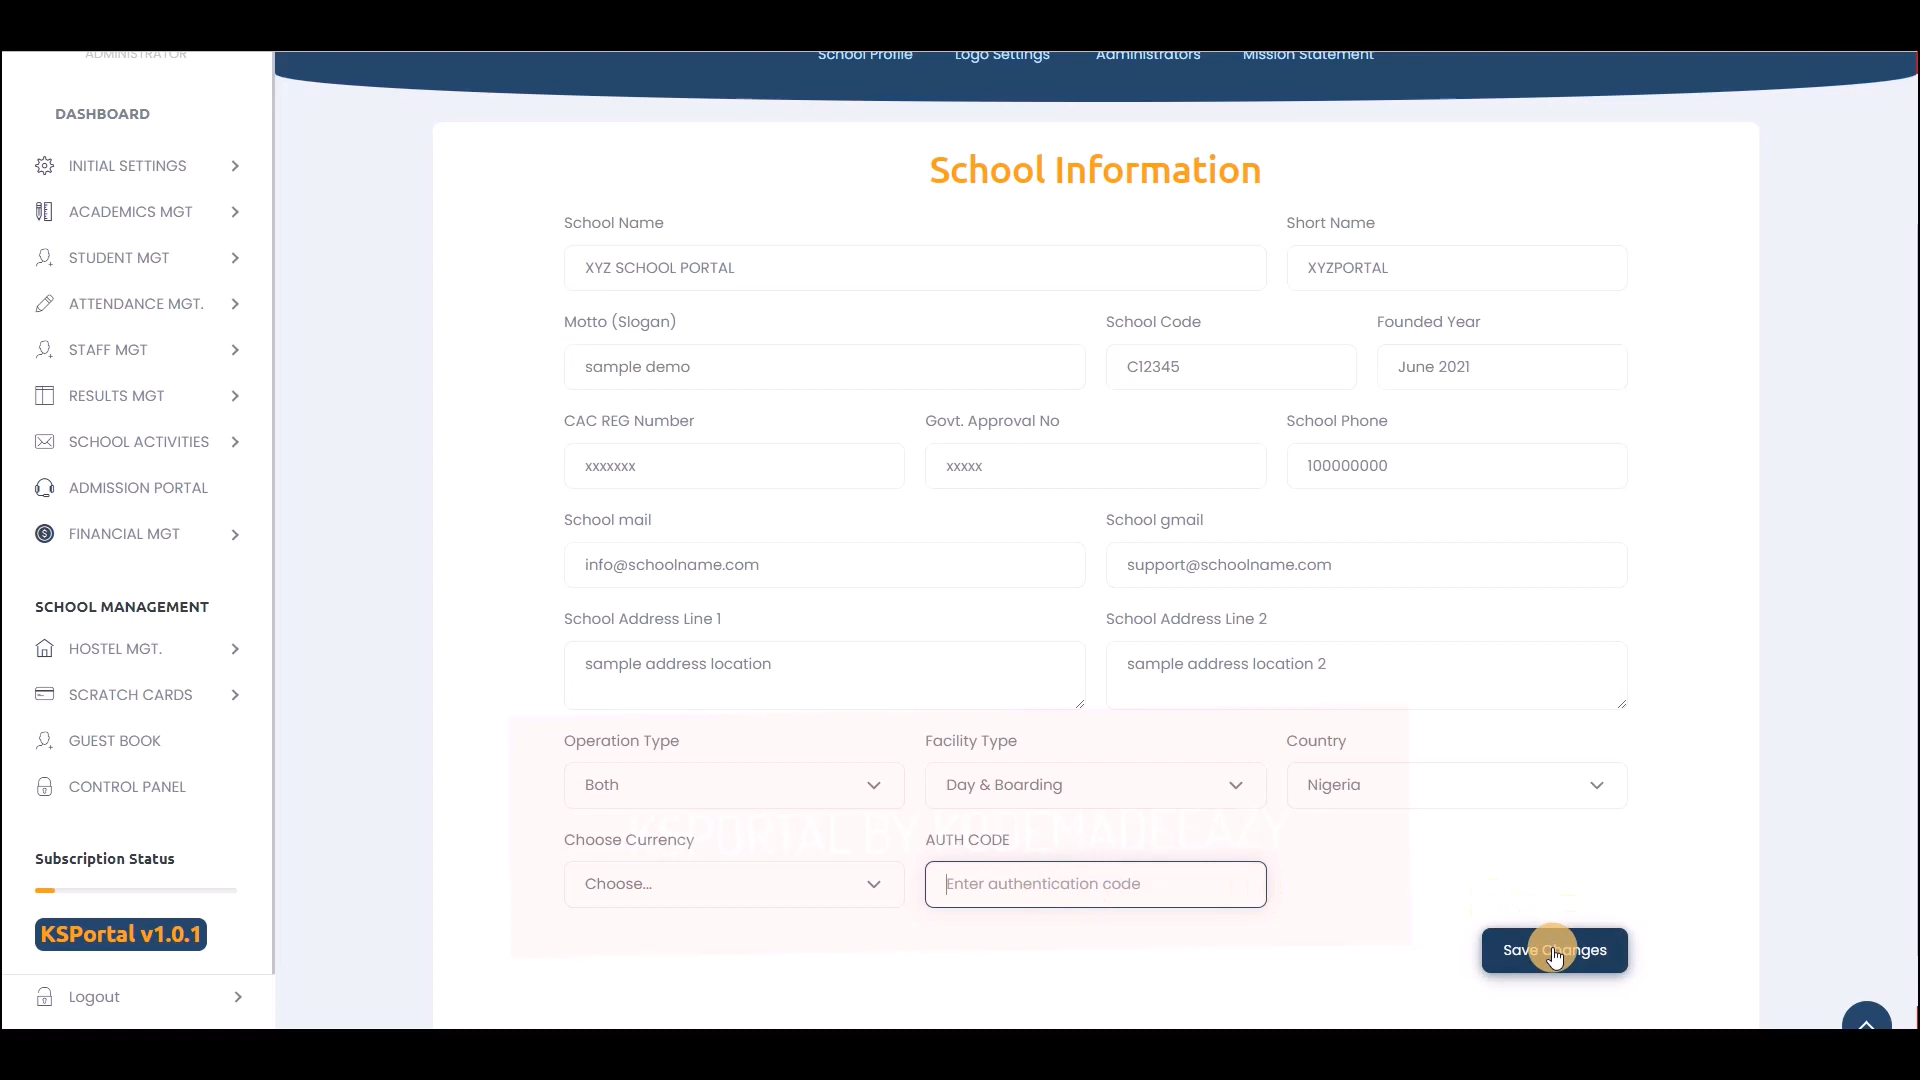 ADMINISTRATOR
School Profile Logo Settings Administrators Mission Statement
DASHBOARD
INITIAL SETTINGS
ACADEMICS MGT
STUDENT MGT
ATTENDANCE MGT.
STAFF MGT
RESULTS MGT
SCHOOL ACTIVITIES
ADMISSION PORTAL
FINANCIAL MGT
SCHOOL MANAGEMENT
HOSTEL MGT.
SCRATCH CARDS
GUEST BOOK
CONTROL PANEL
Subscription Status
KSPortal v1.0.1
Logout
School Information
School Name Short Name
XYZ SCHOOL PORTAL XYZPORTAL
Motto (Slogan) School Code Founded Year
sample demo C12345 June 2021
CAC REG Number Govt. Approval No School Phone
xxxxxxx xxxxx 100000000
School mail School gmail
info@schoolname.com support@schoolname.com
School Address Line 1 School Address Line 2
sample address location sample address location 2
Operation Type Facility Type Country
Both Day & Boarding Nigeria
KSPORTAL BY KODEMADEEAZY
Choose Currency AUTH CODE
Choose... Enter authentication code
Save Changes